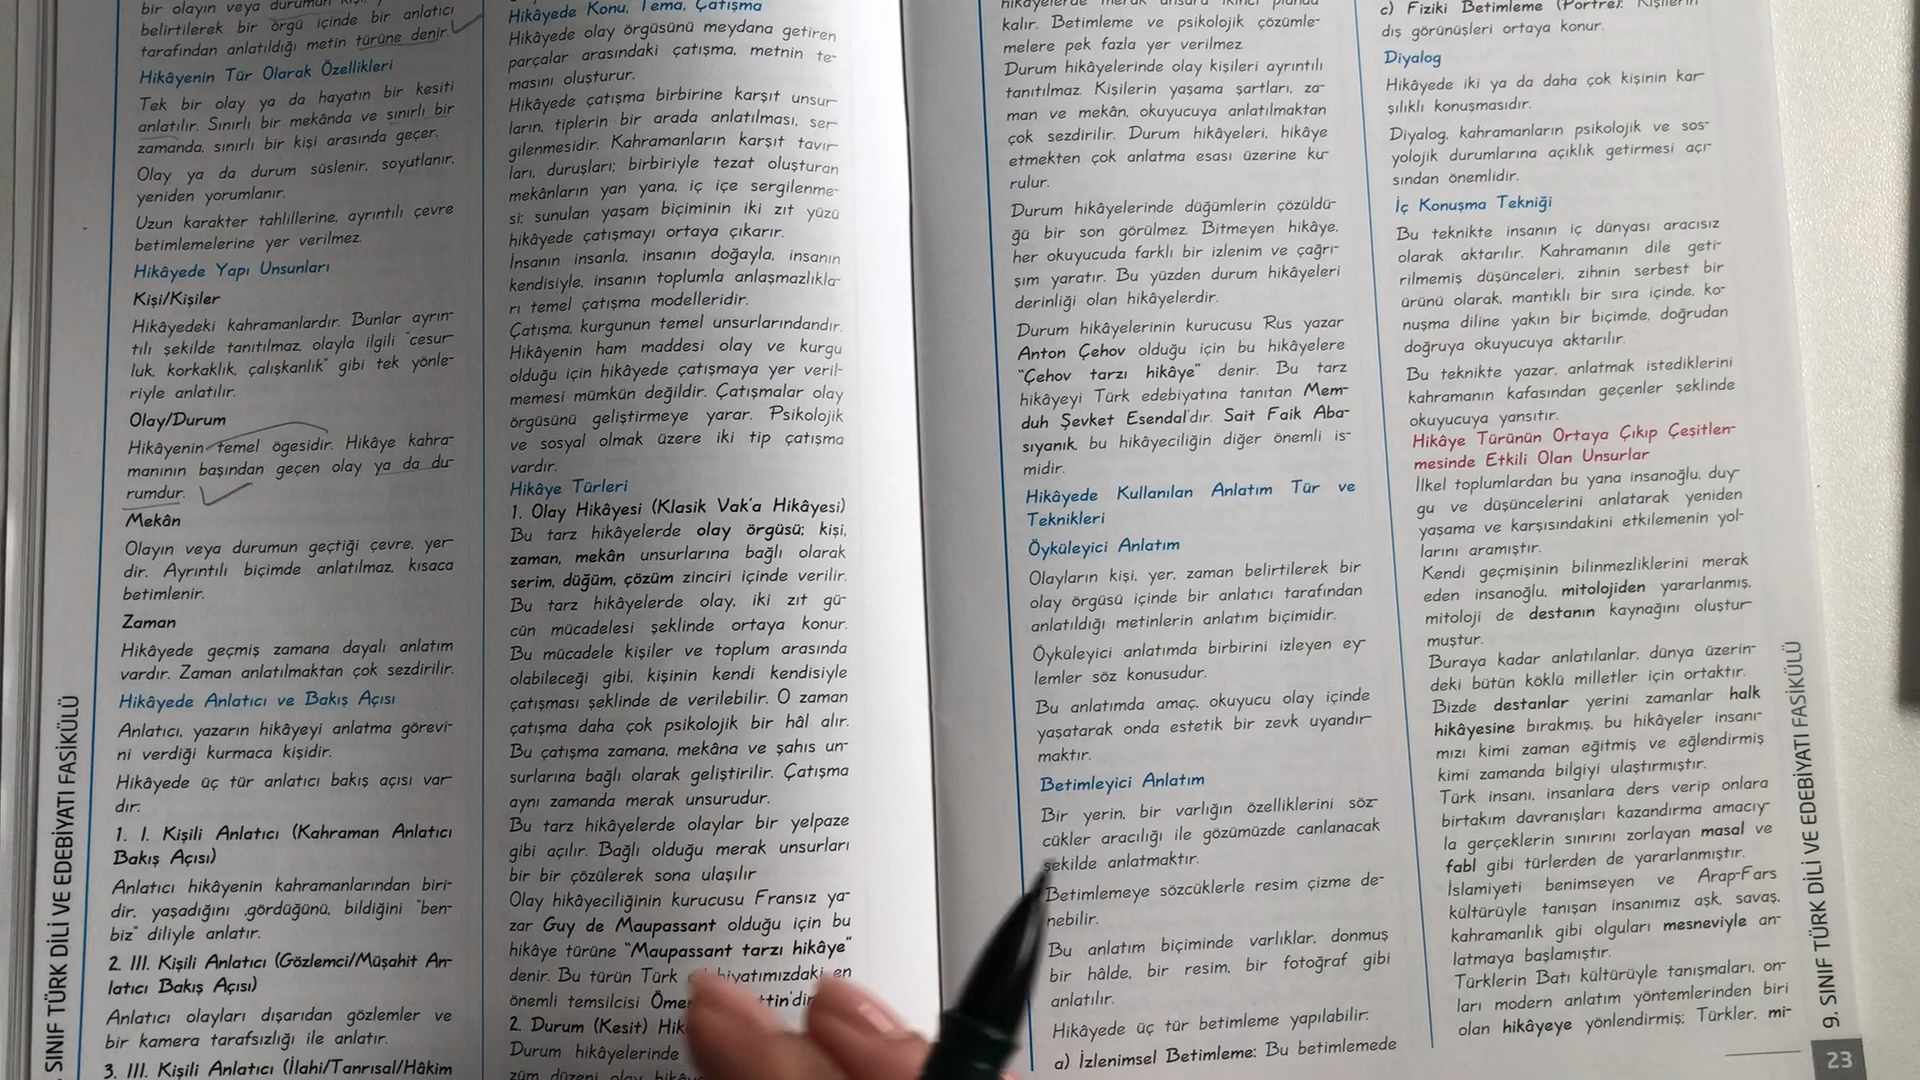 bir olayın veya durumun
belirtilerek bir örgü içinde bir anlatıcı
tarafından anlatıldığı metin türüne denir.
Hikâyenin Tür Olarak Özellikleri
Tek bir olay ya da hayatın bir kesiti
anlatılır. Sınırlı bir mekânda ve sınırlı bir
zamanda, sınırlı bir kişi arasında geçer.
Olay ya da durum süslenir, soyutlanır,
yeniden yorumlanır.
Uzun karakter tahlillerine, ayrıntılı çevre
betimlemelerine yer verilmez.
Hikâyede Yapı Unsunları
Kişi/Kişiler
Hikâyedeki kahramanlardır. Bunlar ayrın-
tılı şekilde tanıtılmaz, olayla ilgili "cesur-
luk, korkaklık, çalışkanlık" gibi tek yönle-
riyle anlatılır.
Olay/Durum
Hikâyenin temel ögesidir. Hikâye kahra-
manının başından geçen olay ya da du-
rumdur.
Mekân
Olayın veya durumun geçtiği çevre, yer-
dir. Ayrıntılı biçimde anlatılmaz, kısaca
betimlenir.
Zaman
Hikâyede geçmiş zamana dayalı anlatım
vardır. Zaman anlatılmaktan çok sezdirilir.
Hikâyede Anlatıcı ve Bakış Açısı
Anlatıcı, yazarın hikâyeyi anlatma görevi-
ni verdiği kurmaca kişidir.
Hikâyede üç tür anlatıcı bakış açısı var-
dır:
1. I. Kişili Anlatıcı (Kahraman Anlatıcı
Bakış Açısı)
Anlatıcı hikâyenin kahramanlarından biri-
dir, yaşadığını ,gördüğünü, bildiğini "ben-
biz" diliyle anlatır.
2. III. Kişili Anlatıcı (Gözlemci/Müşahit An-
latıcı Bakış Açısı)
Anlatıcı olayları dışarıdan gözlemler ve
bir kamera tarafsızlığı ile anlatır.
3. III. Kişili Anlatıcı (İlahi/Tanrısal/Hâkim
SINIF TÜRK DİLİ VE EDEBİYATI FASİKÜLÜ
Hikâyede Konu, Tema, Çatışma
Hikâyede olay örgüsünü meydana getiren
parçalar arasındaki çatışma, metnin te-
masını oluşturur.
Hikâyede çatışma birbirine karşıt unsur-
ların, tiplerin bir arada anlatılması, ser-
gilenmesidir. Kahramanların karşıt tavır-
ları, duruşları; birbiriyle tezat oluşturan
mekânların yan yana, iç içe sergilenme-
si; sunulan yaşam biçiminin iki zıt yüzü
hikâyede çatışmayı ortaya çıkarır.
İnsanın insanla, insanın doğayla, insanın
kendisiyle, insanın toplumla anlaşmazlıkla-
rı temel çatışma modelleridir.
Çatışma, kurgunun temel unsurlarındandır.
Hikâyenin ham maddesi olay ve kurgu
olduğu için hikâyede çatışmaya yer veril-
memesi mümkün değildir. Çatışmalar olay
örgüsünü geliştirmeye yarar. Psikolojik
ve sosyal olmak üzere iki tip çatışma
vardır.
Hikâye Türleri
1. Olay Hikâyesi (Klasik Vak'a Hikâyesi)
Bu tarz hikâyelerde olay örgüsü; kişi,
zaman, mekân unsurlarına bağlı olarak
serim, düğüm, çözüm zinciri içinde verilir.
Bu tarz hikâyelerde olay, iki zıt gü-
cün mücadelesi şeklinde ortaya konur.
Bu mücadele kişiler ve toplum arasında
olabileceği gibi, kişinin kendi kendisiyle
çatışması şeklinde de verilebilir. O zaman
çatışma daha çok psikolojik bir hâl alır.
Bu çatışma zamana, mekâna ve şahıs un-
surlarına bağlı olarak geliştirilir. Çatışma
aynı zamanda merak unsurudur.
Bu tarz hikâyelerde olaylar bir yelpaze
gibi açılır. Bağlı olduğu merak unsurları
bir bir çözülerek sona ulaşılır
Olay hikâyeciliğinin kurucusu Fransız ya-
zar Guy de Maupassant olduğu için bu
hikâye türüne "Maupassant tarzı hikâye"
denir. Bu türün Türk en
önemli temsilcisi
2. Durum (Kesit)
Durum hikâyelerinde
kalır. Betimleme ve psikolojik çözümle-
melere pek fazla yer verilmez.
Durum hikâyelerinde olay kişileri ayrıntılı
tanıtılmaz. Kişilerin yaşama şartları, za-
man ve mekân, okuyucuya anlatılmaktan
çok sezdirilir. Durum hikâyeleri, hikâye
etmekten çok anlatma esası üzerine ku-
rulur.
Durum hikâyelerinde düğümlerin çözüldü-
ğü bir son görülmez. Bitmeyen hikâye,
her okuyucuda farklı bir izlenim ve çağrı-
şım yaratır. Bu yüzden durum hikâyeleri
derinliği olan hikâyelerdir.
Durum hikâyelerinin kurucusu Rus yazar
Anton Çehov olduğu için bu hikâyelere
"Çehov tarzı hikâye" denir. Bu tarz
hikâyeyi Türk edebiyatına tanıtan Mem-
duh Şevket Esendal'dır. Sait Faik Aba-
sıyanık, bu hikâyeciliğin diğer önemli is-
midir.
Hikâyede Kullanılan Anlatım Tür ve
Teknikleri
Öyküleyici Anlatım
Olayların kişi, yer, zaman belirtilerek bir
olay örgüsü içinde bir anlatıcı tarafından
anlatıldığı metinlerin anlatım biçimidir.
Öyküleyici anlatımda birbirini izleyen ey-
lemler söz konusudur.
Bu anlatımda amaç, okuyucu olay içinde
yaşatarak onda estetik bir zevk uyandır-
maktır.
Betimleyici Anlatım
Bir yerin, bir varlığın özelliklerini söz-
cükler aracılığı ile gözümüzde canlanacak
şekilde anlatmaktır.
Betimlemeye sözcüklerle resim çizme de-
nebilir.
Bu anlatım biçiminde varlıklar, donmuş
bir hâlde, bir resim, bir fotoğraf gibi
anlatılır.
Hikâyede üç tür betimleme yapılabilir:
a) İzlenimsel Betimleme: Bu betimlemede
c) Fiziki Betimleme (Portre): Kişilerin
dış görünüşleri ortaya konur.
Diyalog
Hikâyede iki ya da daha çok kişinin kar-
şılıklı konuşmasıdır.
Diyalog, kahramanların psikolojik ve sos-
yolojik durumlarına açıklık getirmesi açı-
sından önemlidir.
İç Konuşma Tekniği
Bu teknikte insanın iç dünyası aracısız
olarak aktarılır. Kahramanın dile geti-
rilmemiş düşünceleri, zihnin serbest bir
ürünü olarak, mantıklı bir sıra içinde, ko-
nuşma diline yakın bir biçimde, doğrudan
doğruya okuyucuya aktarılır.
Bu teknikte yazar, anlatmak istediklerini
kahramanın kafasından geçenler şeklinde
okuyucuya yansıtır.
Hikâye Türünün Ortaya Çıkıp Çeşitlen-
mesinde Etkili Olan Unsurlar
İlkel toplumlardan bu yana insanoğlu, duy-
gu ve düşüncelerini anlatarak yeniden
yaşama ve karşısındakini etkilemenin yol-
larını aramıştır.
Kendi geçmişinin bilinmezliklerini merak
eden insanoğlu, mitolojiden yararlanmış,
mitoloji de destanın kaynağını oluştur-
muştur.
Buraya kadar anlatılanlar, dünya üzerin-
deki bütün köklü milletler için ortaktır.
Bizde destanlar yerini zamanlar halk
hikâyesine bırakmış, bu hikâyeler insanı-
mızı kimi zaman eğitmiş ve eğlendirmiş
kimi zamanda bilgiyi ulaştırmıştır.
Türk insanı, insanlara ders verip onlara
birtakım davranışları kazandırma amacıy-
la gerçeklerin sınırını zorlayan masal ve
fabl gibi türlerden de yararlanmıştır.
İslamiyeti benimseyen ve Arap-Fars
kültürüyle tanışan insanımız aşk, savaş,
kahramanlık gibi olguları mesneviyle an-
latmaya başlamıştır.
Türklerin Batı kültürüyle tanışmaları, on-
ları modern anlatım yöntemlerinden biri
olan hikâyeye yönlendirmiş; Türkler, mi-
9. SINIF TÜRK DİLİ VE EDEBİYATI FASİKÜLÜ
23